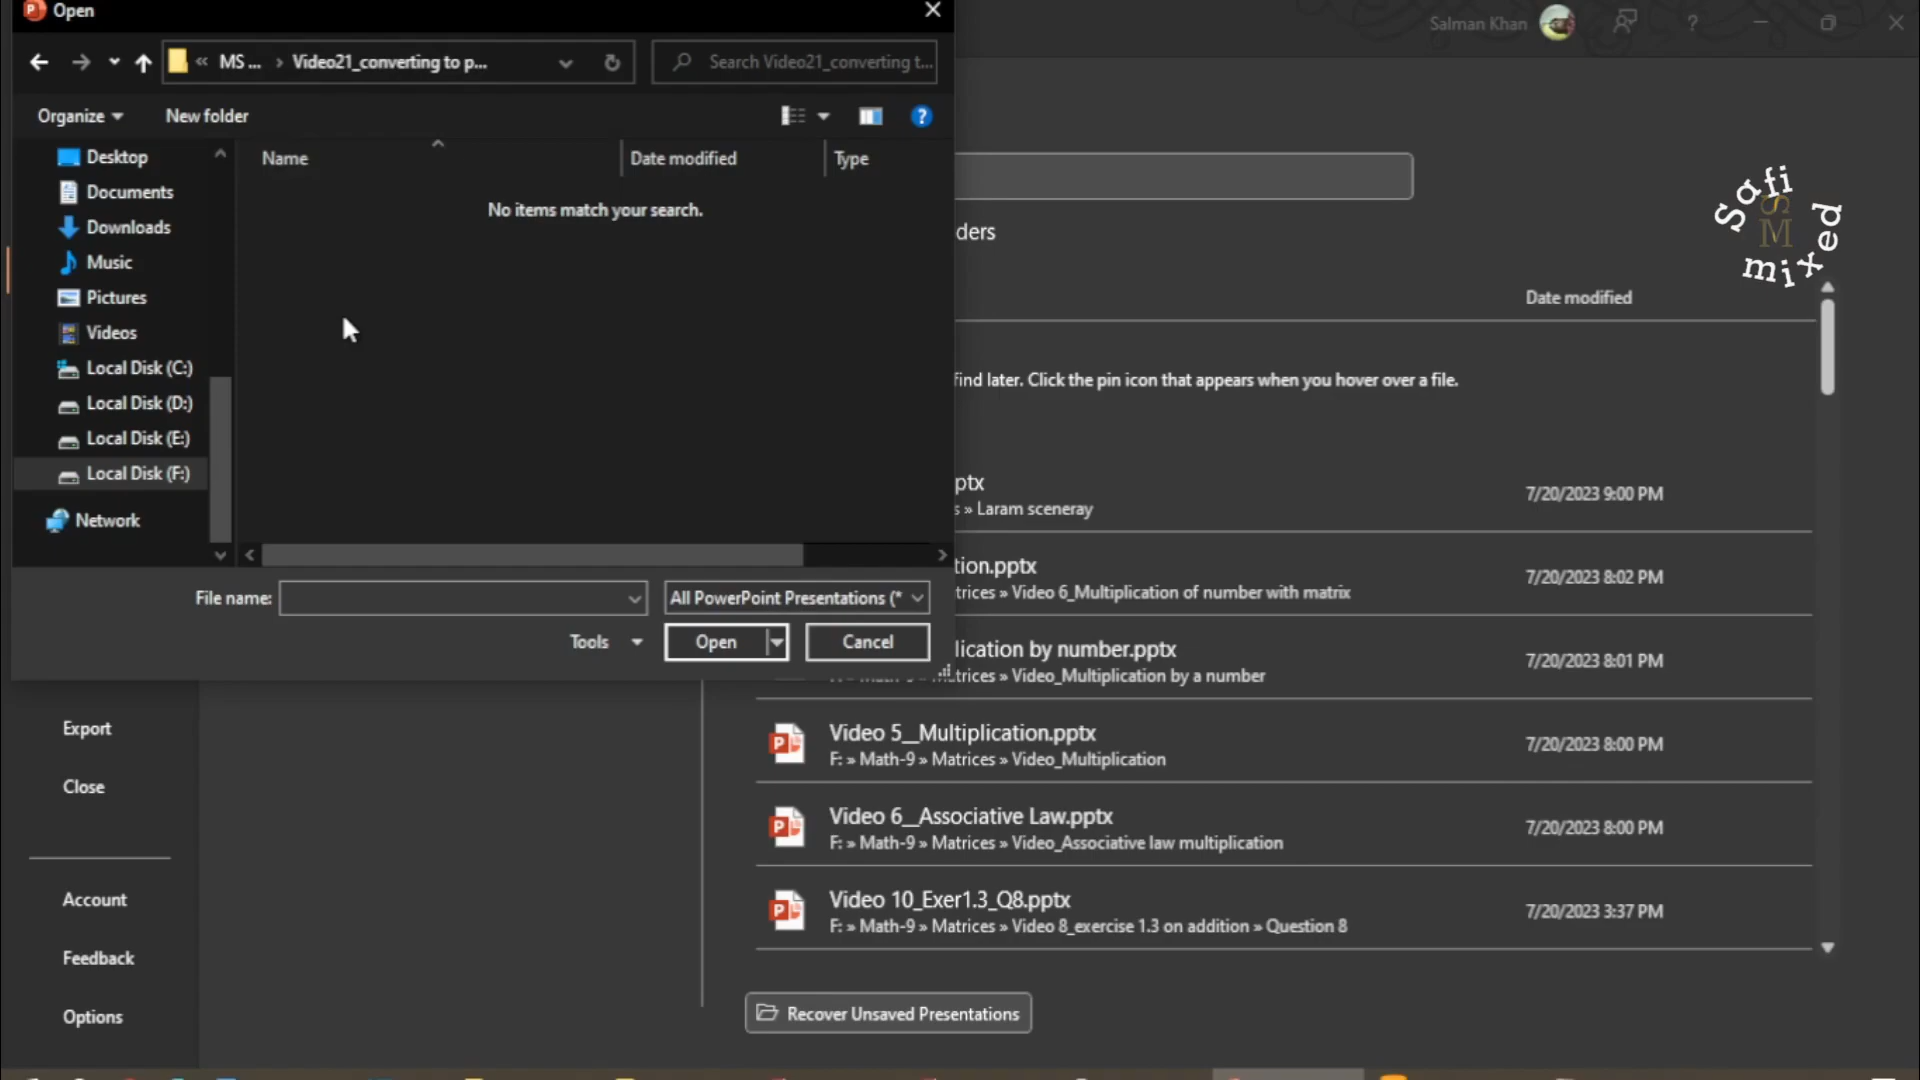 Open
Salman Khan
« MS ... > Video21_converting to p...
Search Video21_converting t...
Organize
New folder
Name
Date modified
Type
No items match your search.
Desktop
Documents
Downloads
Music
Pictures
Videos
Local Disk (C:)
Local Disk (D:)
Local Disk (E:)
Local Disk (F:)
Network
File name:
All PowerPoint Presentations (*
Tools
Open
Cancel
Safi
SM
mixed
ders
Date modified
find later. Click the pin icon that appears when you hover over a file.
ptx
7/20/2023 9:00 PM
s » Laram sceneray
tion.pptx
7/20/2023 8:02 PM
trices » Video 6_Multiplication of number with matrix
lication by number.pptx
7/20/2023 8:01 PM
trices » Video_Multiplication by a number
Video 5__Multiplication.pptx
7/20/2023 8:00 PM
F: » Math-9 » Matrices » Video_Multiplication
Video 6__Associative Law.pptx
7/20/2023 8:00 PM
F: » Math-9 » Matrices » Video_Associative law multiplication
Video 10_Exer1.3_Q8.pptx
7/20/2023 3:37 PM
F: » Math-9 » Matrices » Video 8_exercise 1.3 on addition » Question 8
Recover Unsaved Presentations
Export
Close
Account
Feedback
Options